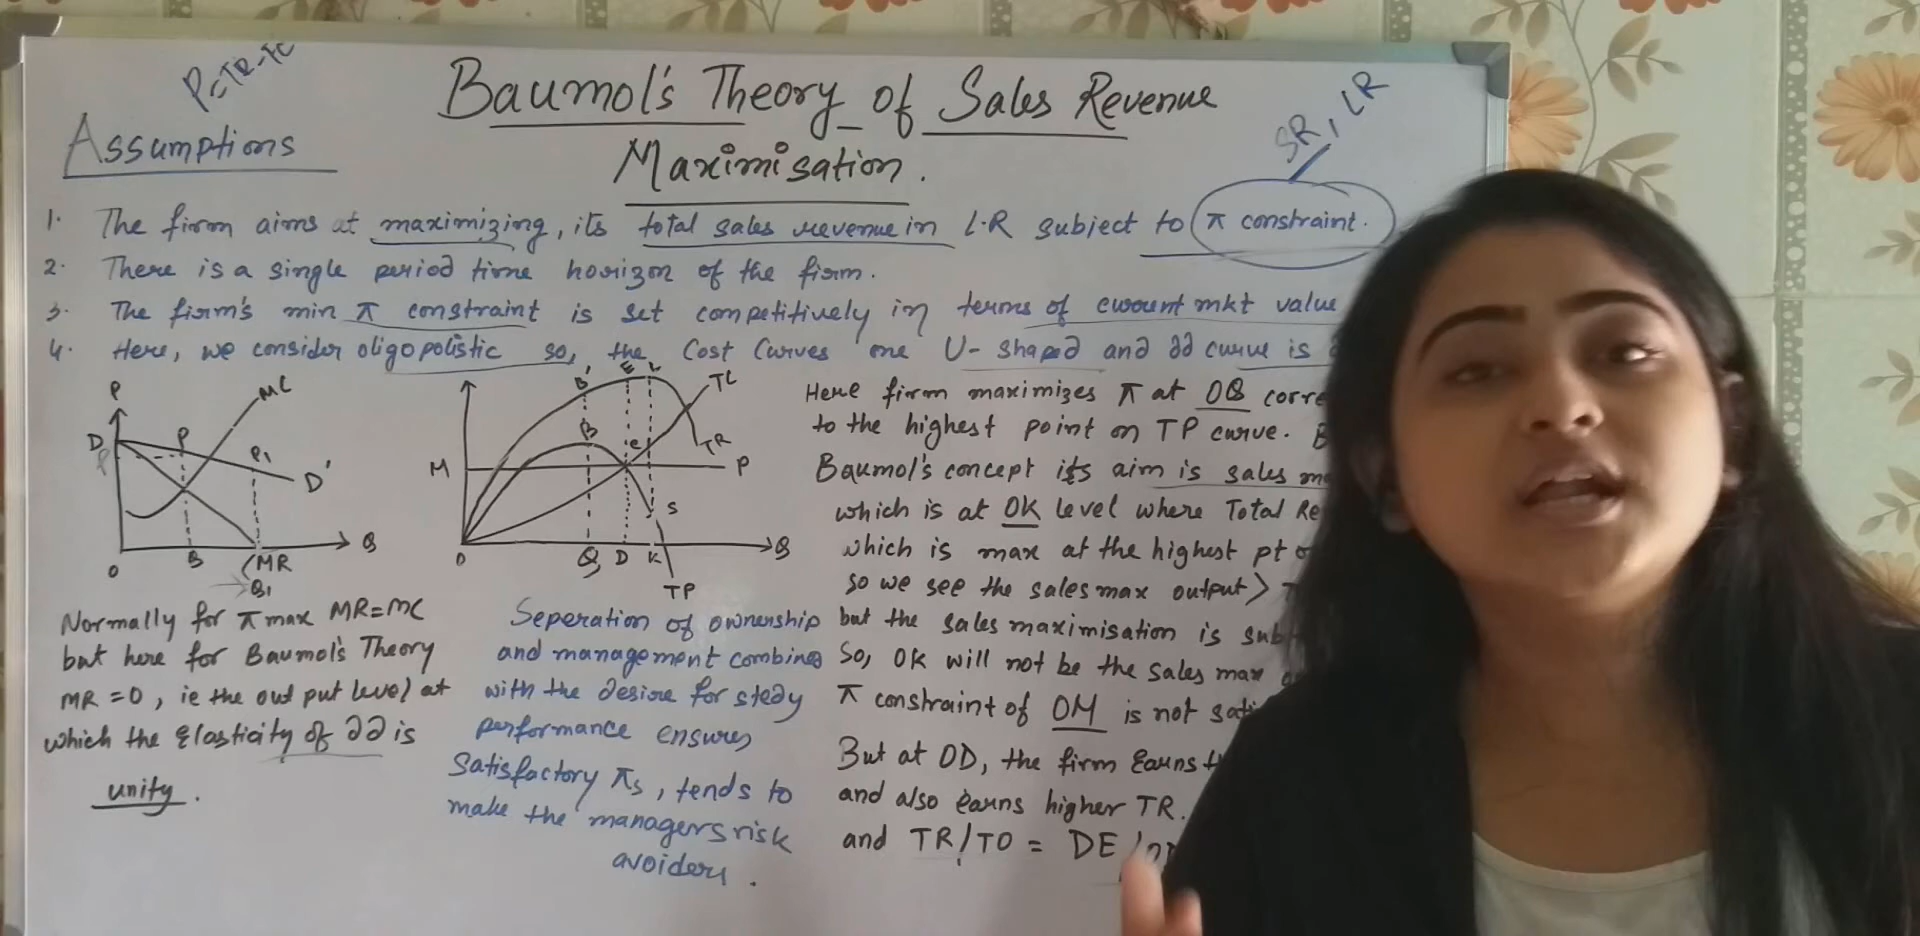 P=TR-TC
Baumol's Theory of Sales Revenue
Maximisation.
SR, LR
Assumptions
1. The firm aims at maximizing, its total sales revenue in L.R subject to π constraint.
2. There is a single period time horizon of the firm.
3. The firm's min π constraint is set competitively in terms of current mkt value
4. Here, we consider oligopolistic so, the Cost Curves are U-shaped and dd curve is
P
MC
D
P
P
P1
D'
O
B
MR
Q1
Q
Normally for π max MR=MC
but here for Baumol's Theory
MR=0, ie the out put level at
which the Elasticity of dd is
unity.
B' E L TC
B
e
TR
M
P
S
O
Q D K
Q
TP
Seperation of ownership
and management combines
with the desire for stedy
performance ensures
Satisfactory πs, tends to
make the managers risk
avoiders.
Here firm maximizes π at OQ corre
to the highest point on TP curve. B
Baumol's concept its aim is sales ma
which is at OK level where Total Re
which is max at the highest pt o
so we see the sales max output >
but the sales maximisation is sub
So, OK will not be the sales max
π constraint of OM is not sati
But at OD, the firm Earns t
and also earns higher TR.
and TR/TO = DE/